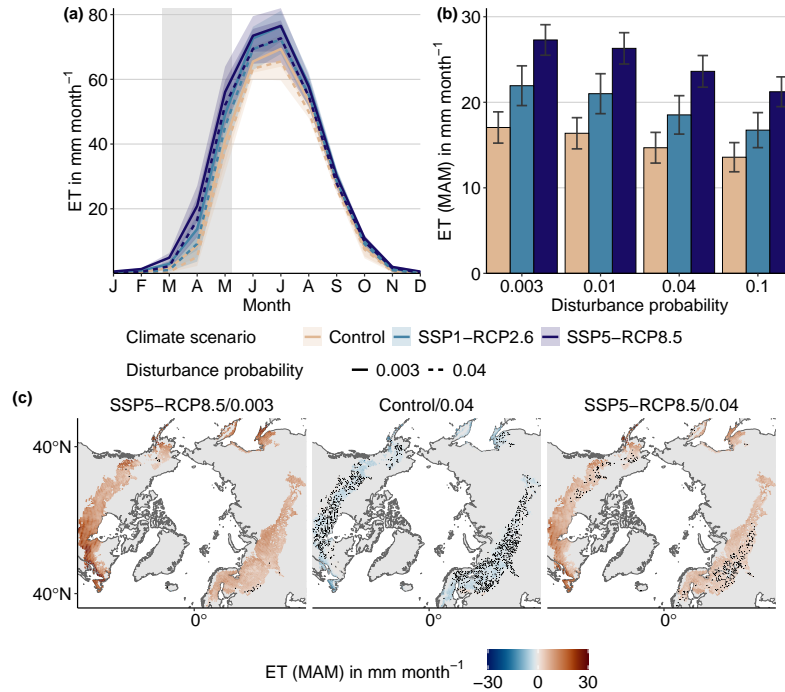 (a)
80
60
40
20
ET in mm month⁻¹
J F M A M J J A S O N D
Month
(b)
30
20
10
0
ET (MAM) in mm month⁻¹
0.003 0.01 0.04 0.1
Disturbance probability
Climate scenario Control SSP1−RCP2.6 SSP5−RCP8.5
Disturbance probability 0.003 0.04
(c)
SSP5−RCP8.5/0.003 Control/0.04 SSP5−RCP8.5/0.04
40°N
40°N
0° 0° 0°
ET (MAM) in mm month⁻¹
−30 0 30